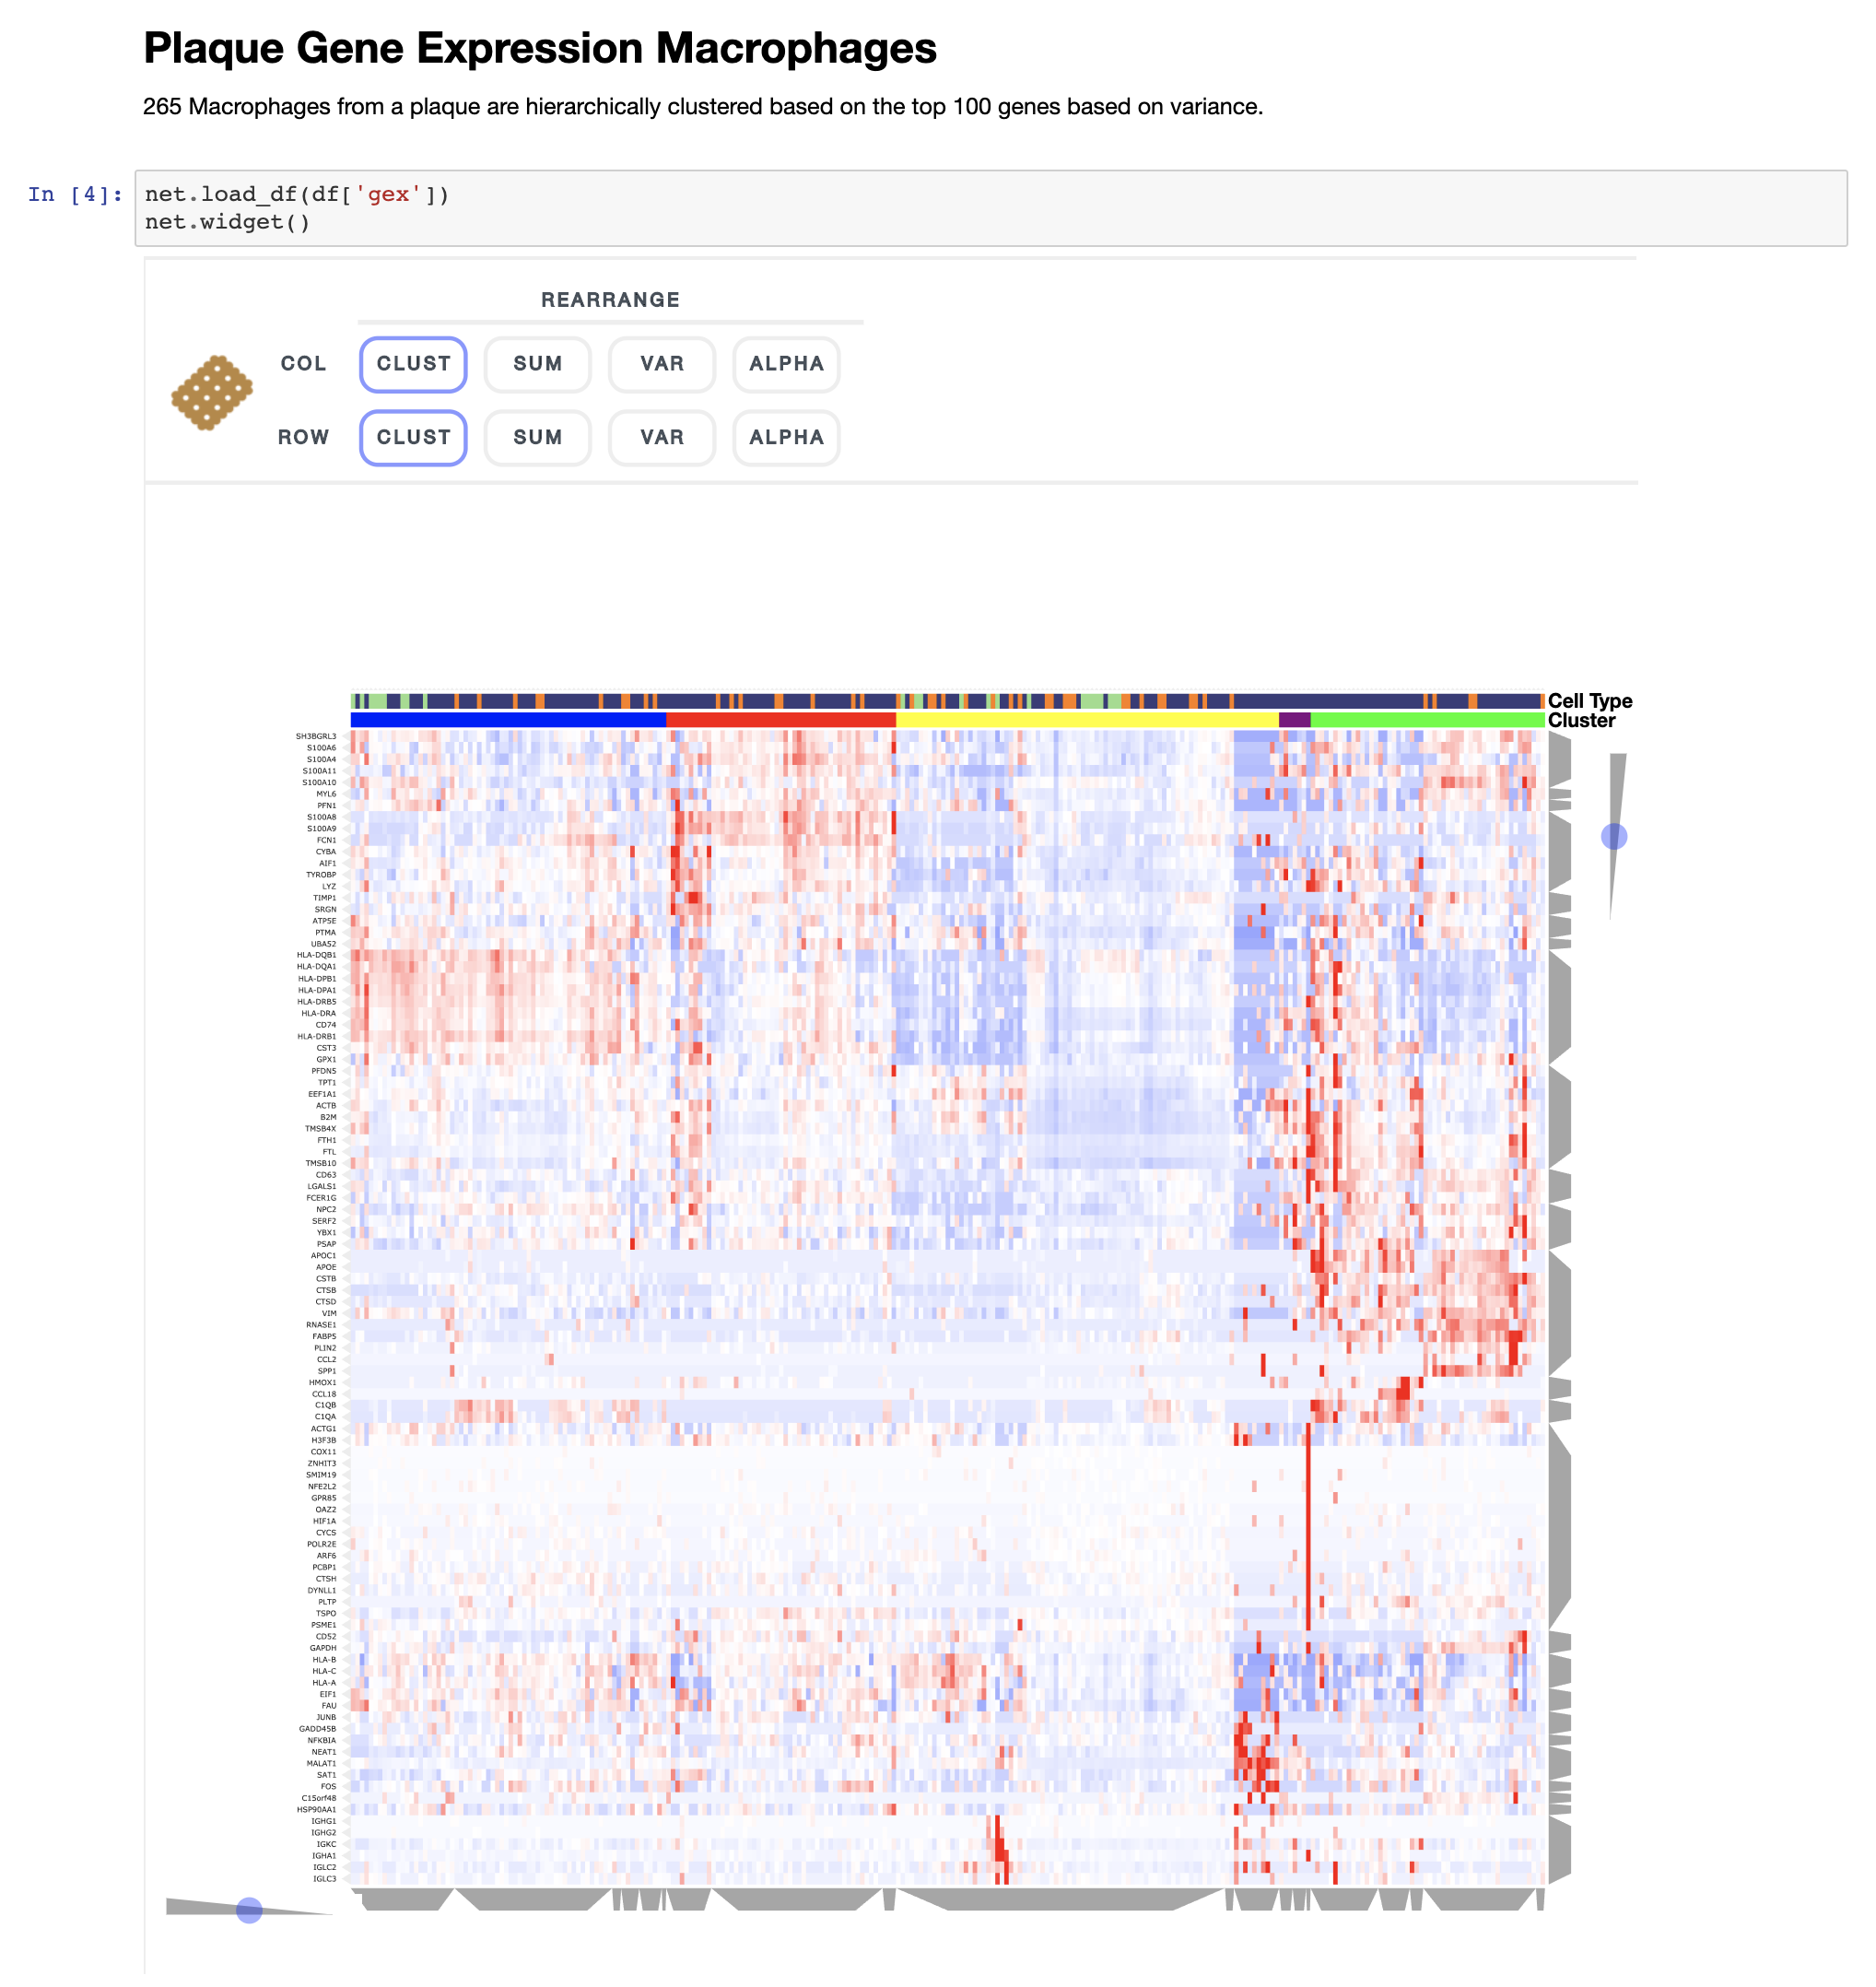 Plaque Gene Expression Macrophages
265 Macrophages from a plaque are hierarchically clustered based on the top 100 genes based on variance.
In [4]:
net.load_df(df['gex'])
net.widget()
REARRANGE
COL CLUST SUM VAR ALPHA
ROW CLUST SUM VAR ALPHA
Cell Type
Cluster
SH3BGRL3
S100A6
S100A4
S100A11
S100A10
MYL6
PFN1
S100A8
S100A9
FCN1
CYBA
AIF1
TYROBP
LYZ
TIMP1
SRGN
ATP5E
PTMA
UBA52
HLA-DQB1
HLA-DQA1
HLA-DPB1
HLA-DPA1
HLA-DRB5
HLA-DRA
CD74
HLA-DRB1
CST3
GPX1
PFDN5
TPT1
EEF1A1
ACTB
B2M
TMSB4X
FTH1
FTL
TMSB10
CD63
LGALS1
FCER1G
NPC2
SERF2
YBX1
PSAP
APOC1
APOE
CSTB
CTSB
CTSD
VIM
RNASE1
FABP5
PLIN2
CCL2
SPP1
HMOX1
CCL18
C1QB
C1QA
ACTG1
H3F3B
COX11
ZNHIT3
SMIM19
NFE2L2
GPR85
OAZ2
HIF1A
CYCS
POLR2E
ARF6
PCBP1
CTSH
DYNLL1
PLTP
TSPO
PSME1
CD52
GAPDH
HLA-B
HLA-C
HLA-A
EIF1
FAU
JUNB
GADD45B
NFKBIA
NEAT1
MALAT1
SAT1
FOS
C15orf48
HSP90AA1
IGHG1
IGHG2
IGKC
IGHA1
IGLC2
IGLC3